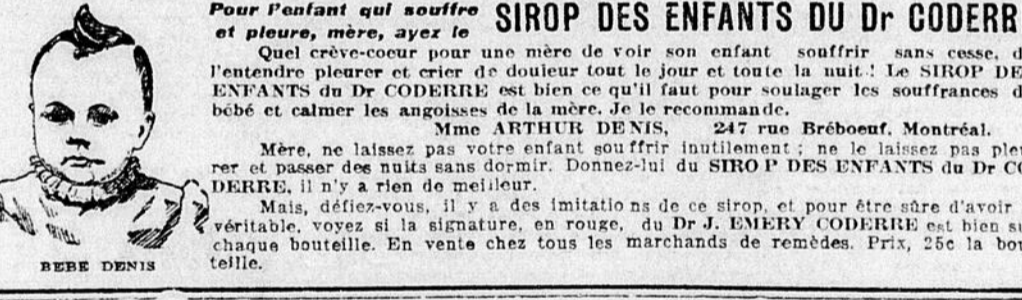 Pour l'enfant qui souffre
et pleure, mère, ayez le
SIROP DES ENFANTS DU Dr CODERR
Quel crève-coeur pour une mère de voir son enfant souffrir sans cesse, d
l'entendre pleurer et crier de douleur tout le jour et toute la nuit! Le SIROP DE
ENFANTS du Dr CODERRE est bien ce qu'il faut pour soulager les souffrances d
bébé et calmer les angoisses de la mère. Je le recommande.
Mme ARTHUR DENIS, 247 rue Bréboeuf, Montréal.
Mère, ne laissez pas votre enfant souffrir inutilement; ne le laissez pas pleu
rer et passer des nuits sans dormir. Donnez-lui du SIROP DES ENFANTS du Dr CO
DERRE, il n'y a rien de meilleur.
Mais, défiez-vous, il y a des imitations de ce sirop, et pour être sûre d'avoir
véritable, voyez si la signature, en rouge, du Dr J. EMERY CODERRE est bien su
chaque bouteille. En vente chez tous les marchands de remèdes. Prix, 25c la bou
teille.
BEBE DENIS